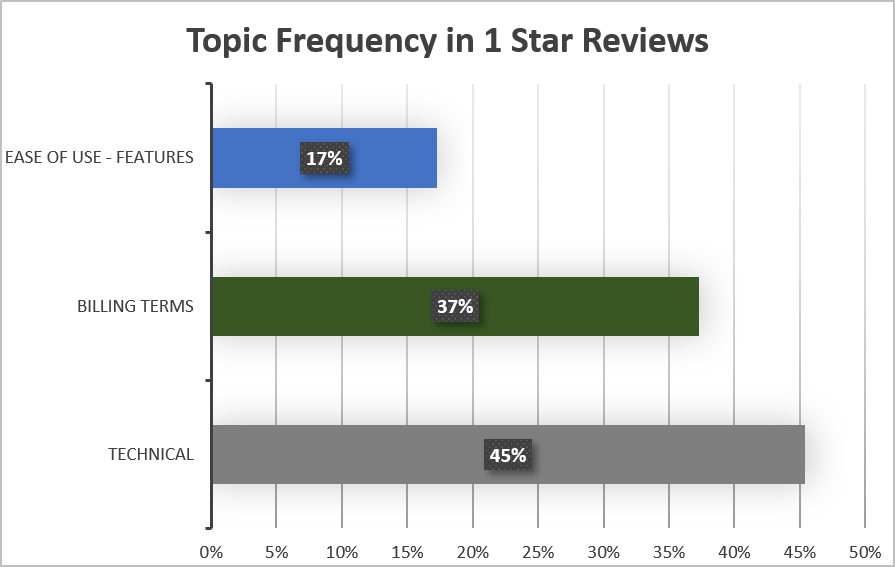 Topic Frequency in 1 Star Reviews
EASE OF USE - FEATURES
17%
BILLING TERMS
37%
TECHNICAL
45%
0% 5% 10% 15% 20% 25% 30% 35% 40% 45% 50%